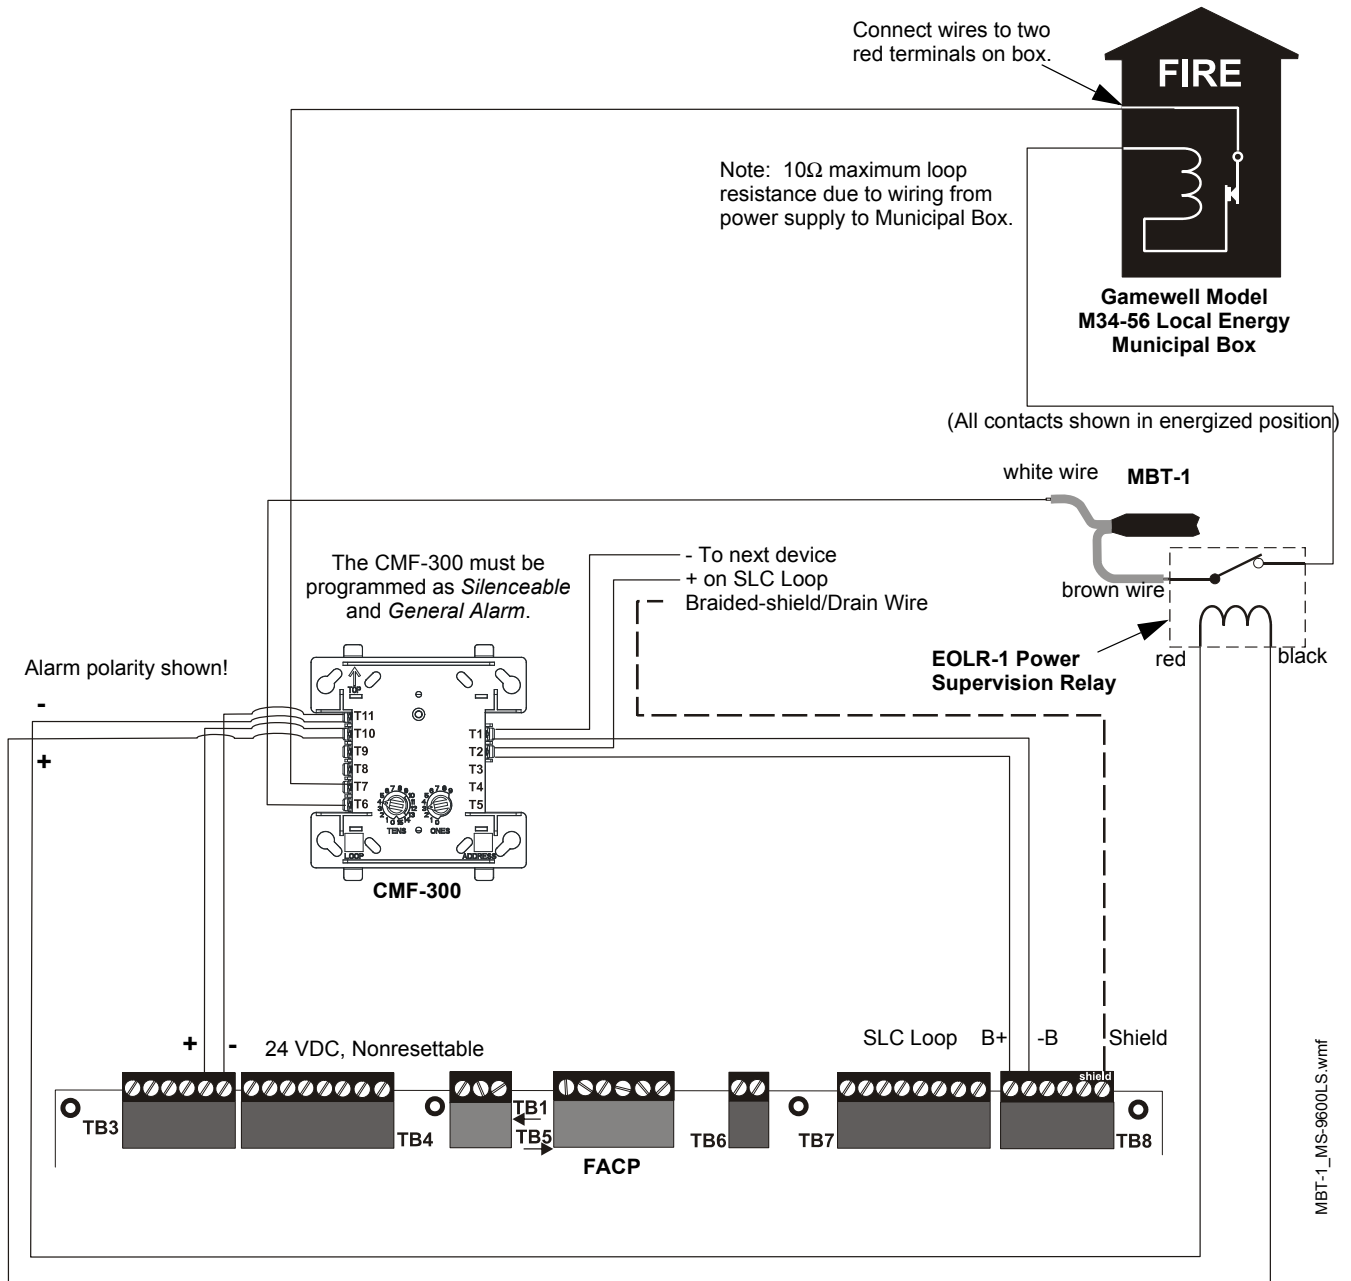 Connect wires to two
red terminals on box.
FIRE
Note: 10Ω maximum loop
resistance due to wiring from
power supply to Municipal Box.
Gamewell Model
M34-56 Local Energy
Municipal Box
(All contacts shown in energized position)
white wire
MBT-1
The CMF-300 must be
programmed as Silenceable
and General Alarm.
- To next device
+ on SLC Loop
Braided-shield/Drain Wire
brown wire
EOLR-1 Power
Supervision Relay
red
black
Alarm polarity shown!
-
+
TOP
T11
T10
T9
T8
T7
T6
T1
T2
T3
T4
T5
TENS
ONES
LOOP
ADDRESS
CMF-300
+
-
24 VDC, Nonresettable
SLC Loop
B+
-B
Shield
shield
TB3
TB4
TB1
TB5
TB6
TB7
TB8
FACP
MBT-1_MS-9600LS.wmf